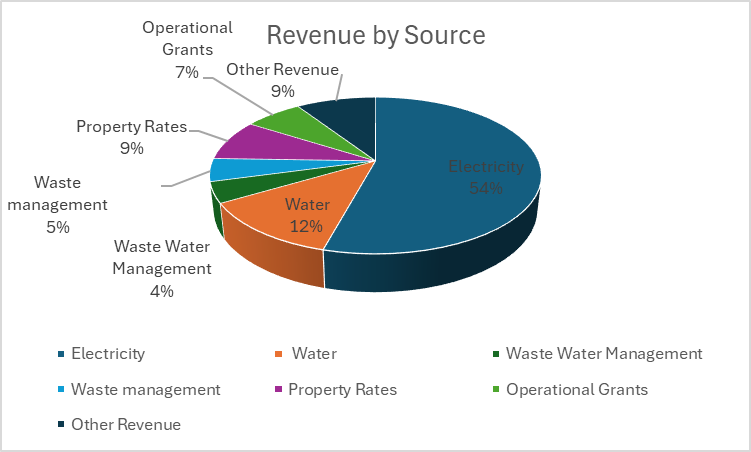 Revenue by Source
Operational
Grants
7%
Other Revenue
9%
Property Rates
9%
Waste
management
5%
Waste Water
Management
4%
Water
12%
Electricity
54%
Electricity
Water
Waste Water Management
Waste management
Property Rates
Operational Grants
Other Revenue